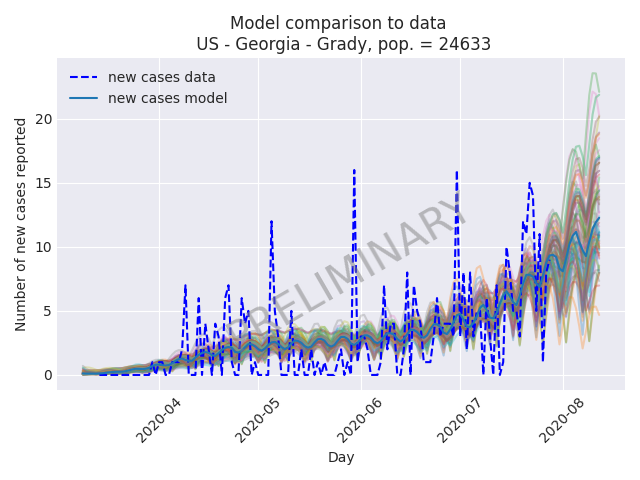 Model comparison to data
US - Georgia - Grady, pop. = 24633
new cases data
new cases model
PRELIMINARY
Number of new cases reported
20
15
10
5
0
2020-04
2020-05
2020-06
2020-07
2020-08
Day